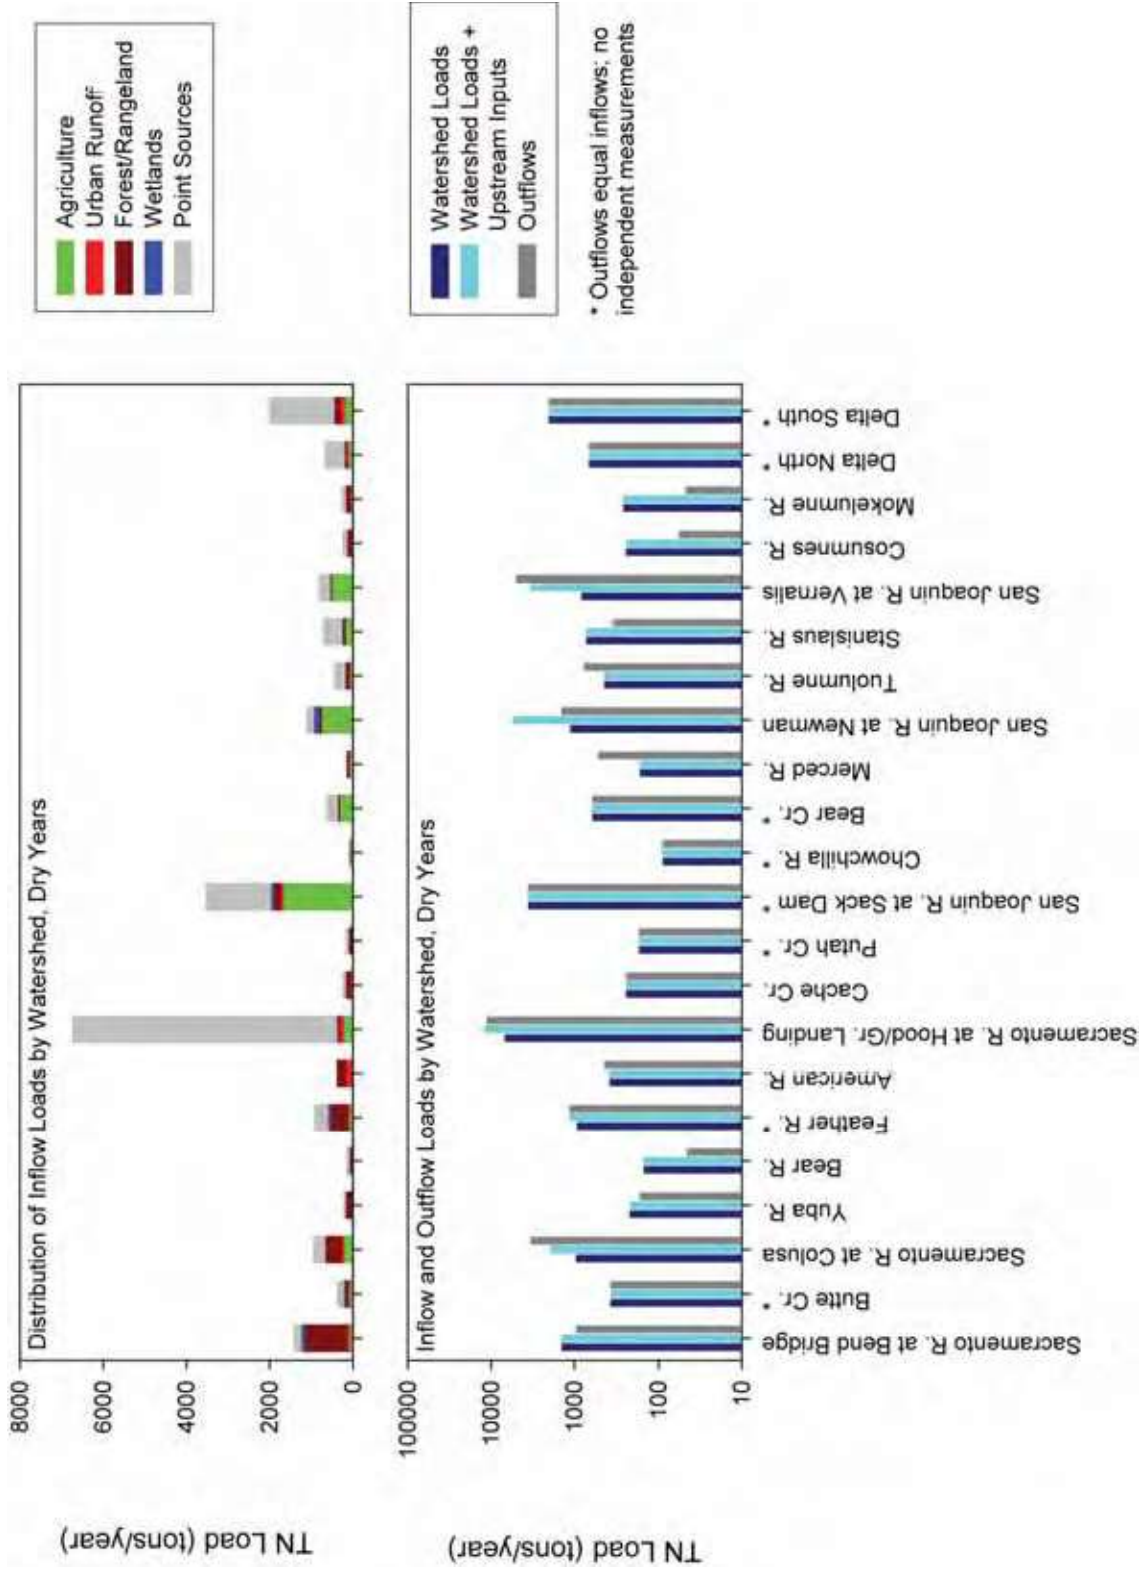 Distribution of Inflow Loads by Watershed, Dry Years
TN Load (tons/year)
8000
6000
4000
2000
0
Agriculture
Urban Runoff
Forest/Rangeland
Wetlands
Point Sources
Inflow and Outflow Loads by Watershed, Dry Years
TN Load (tons/year)
100000
10000
1000
100
10
Sacramento R. at Bend Bridge
Butte Cr. *
Sacramento R. at Colusa
Yuba R.
Bear R.
Feather R. *
American R.
Sacramento R. at Hood/Gr. Landing
Cache Cr.
Putah Cr. *
San Joaquin R. at Sack Dam *
Chowchilla R *
Bear Cr. *
Merced R.
San Joaquin R. at Newman
Tuolumne R.
Stanislaus R.
San Joaquin R. at Vernalis
Cosumnes R.
Mokelumne R.
Delta North *
Delta South *
Watershed Loads
Watershed Loads +
Upstream Inputs
Outflows
* Outflows equal inflows; no
independent measurements